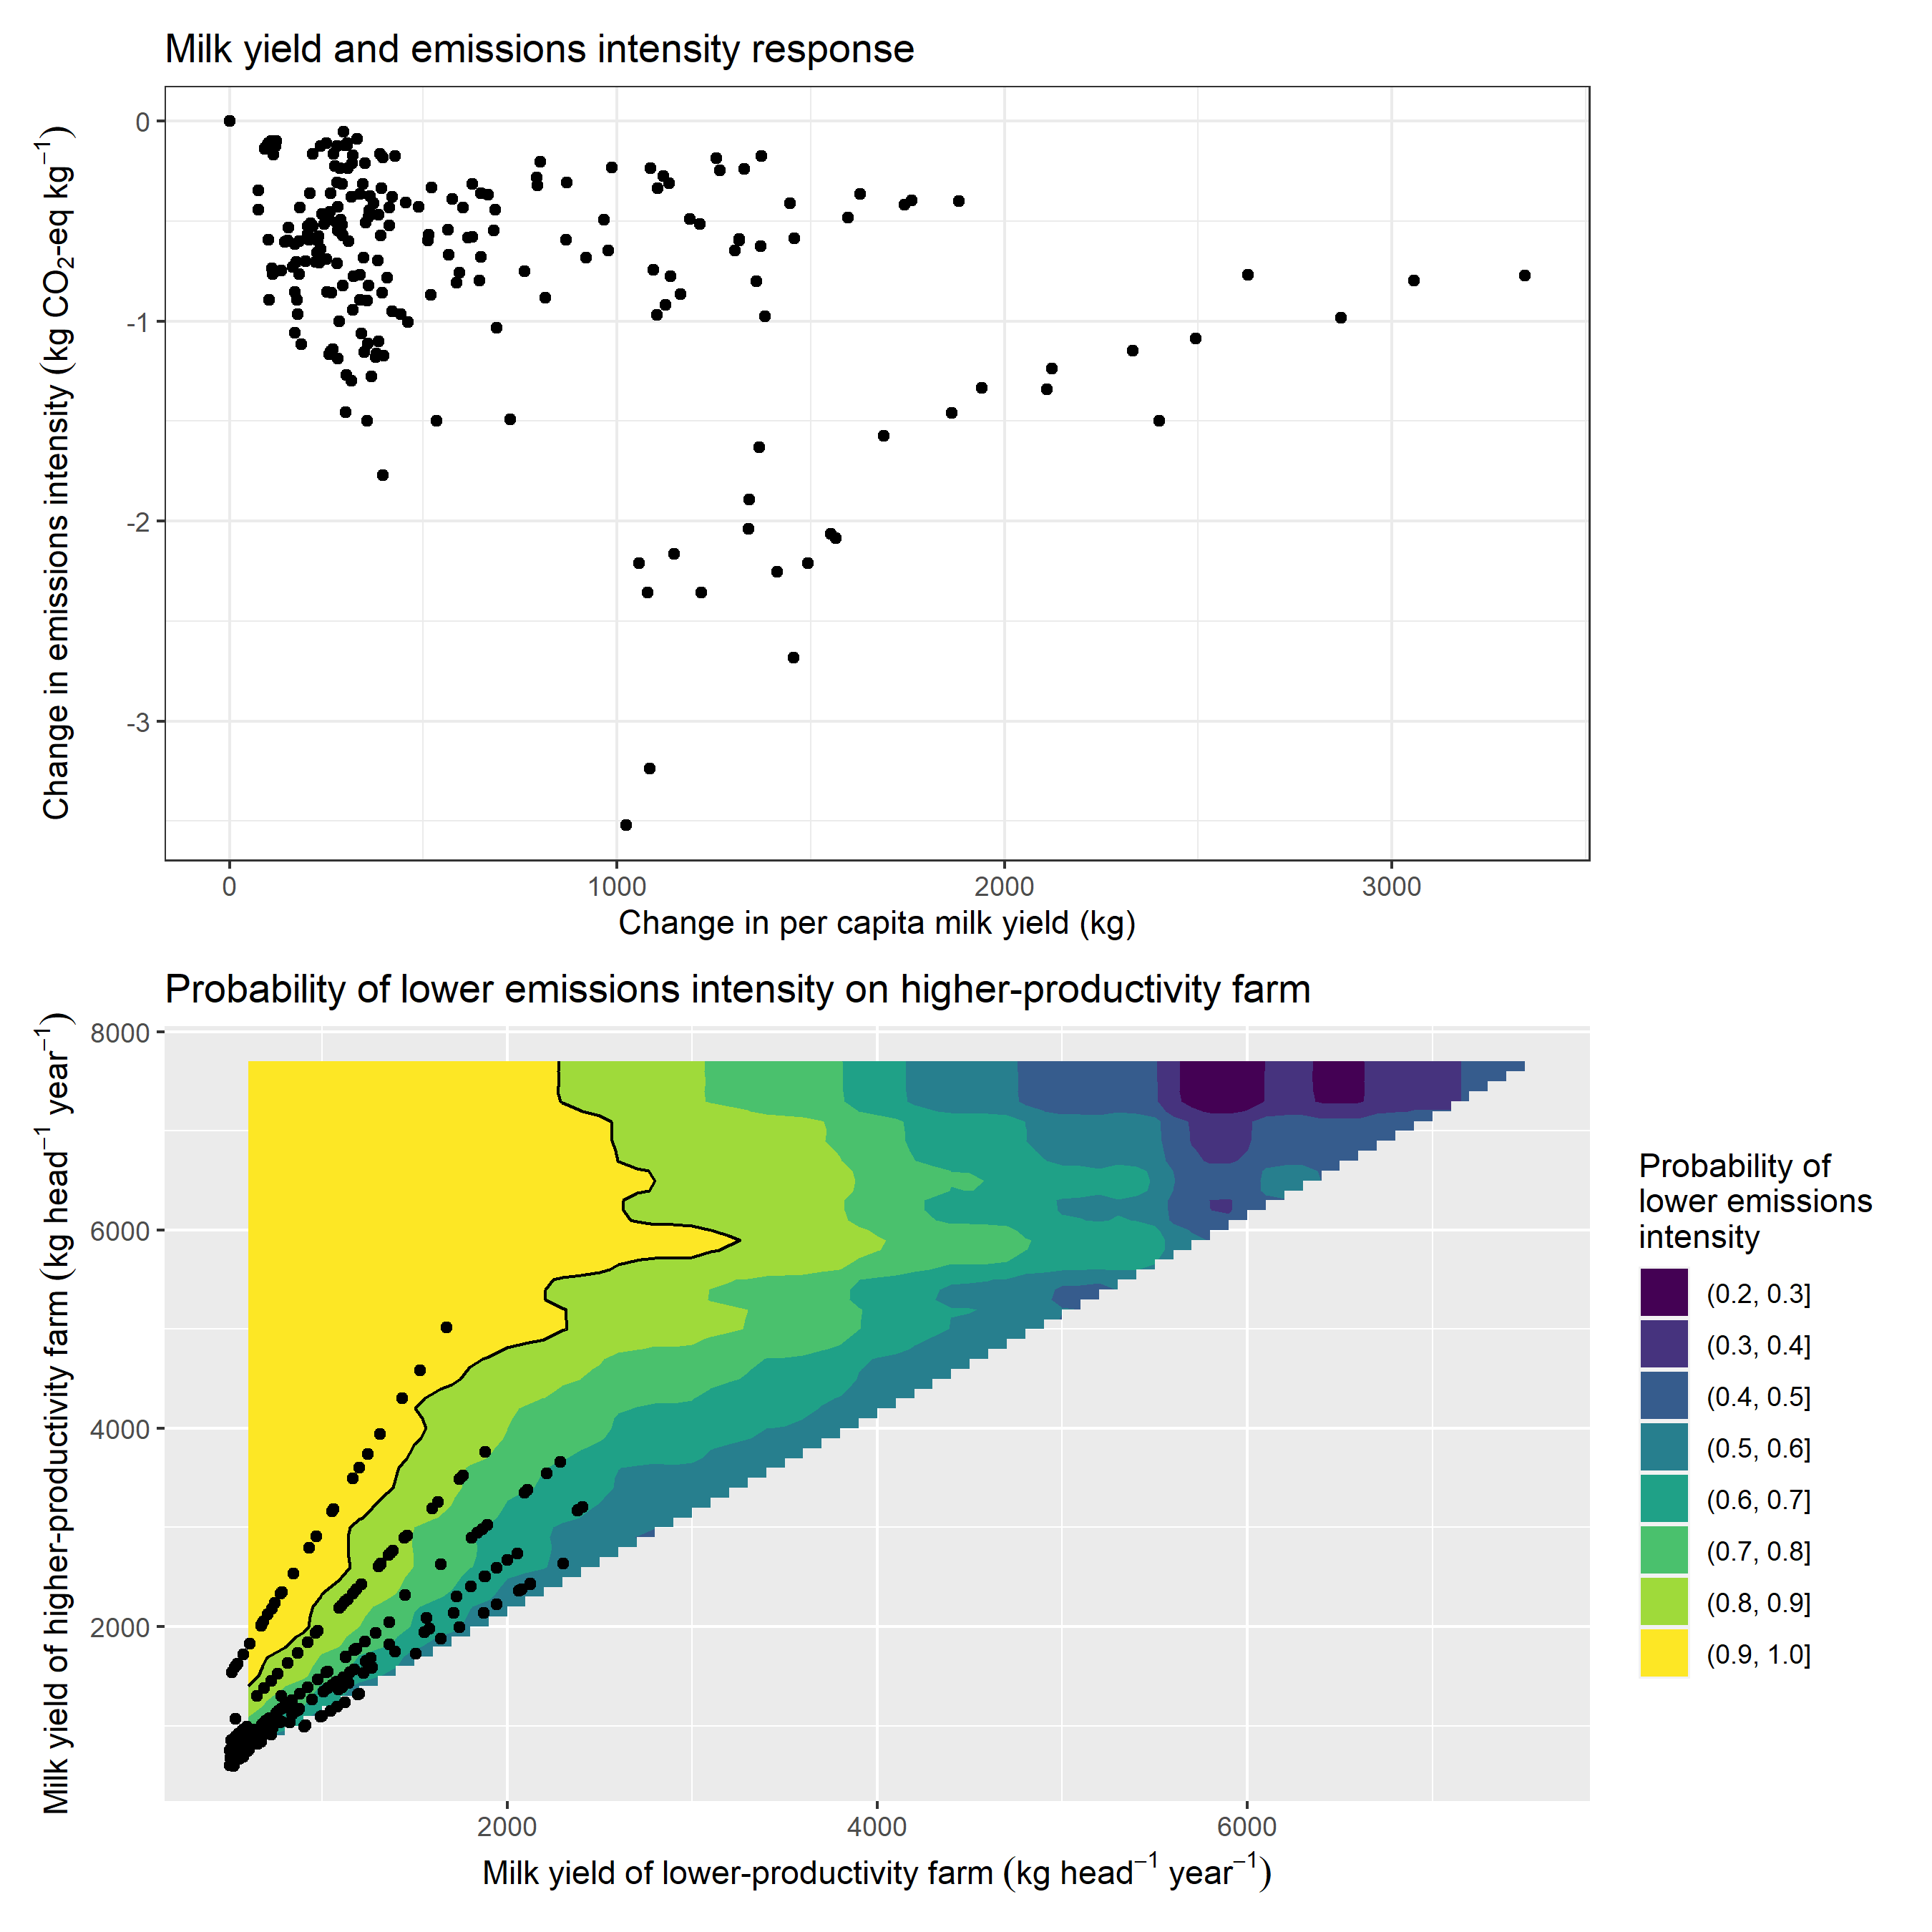 Milk yield and emissions intensity response
Change in emissions intensity (kg CO₂-eq kg⁻¹)
0
-1
-2
-3
0 1000 2000 3000
Change in per capita milk yield (kg)
Probability of lower emissions intensity on higher-productivity farm
Milk yield of higher-productivity farm (kg head⁻¹ year⁻¹)
8000
6000
4000
2000
2000 4000 6000
Milk yield of lower-productivity farm (kg head⁻¹ year⁻¹)
Probability of
lower emissions
intensity
(0.2, 0.3]
(0.3, 0.4]
(0.4, 0.5]
(0.5, 0.6]
(0.6, 0.7]
(0.7, 0.8]
(0.8, 0.9]
(0.9, 1.0]